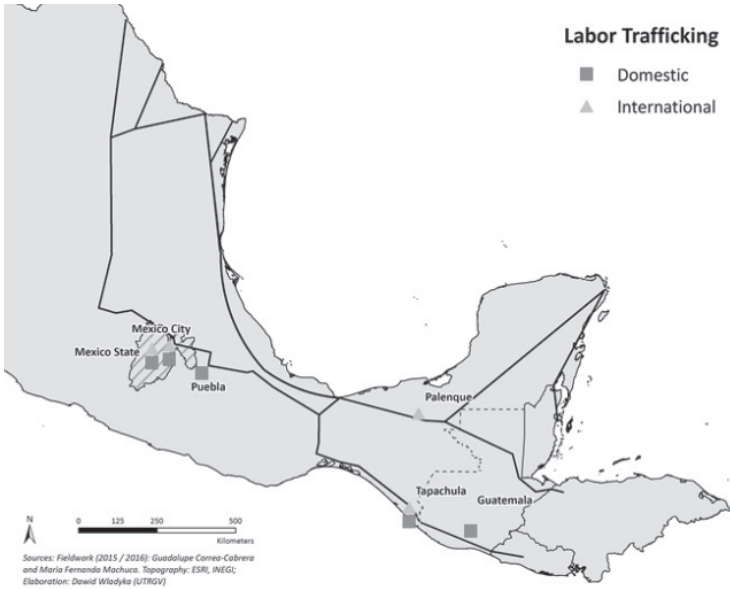 Labor Trafficking
Domestic
International
Mexico City
Mexico State
Puebla
Palenque
Tapachula
Guatemala
N
0 125 250 500
Kilometers
Sources: Fieldwork (2015 / 2016): Guadalupe Correa-Cabrera
and Maria Fernanda Machuca. Topography: ESRI, INEGI;
Elaboration: Dawid Wladyka (UTRGV)